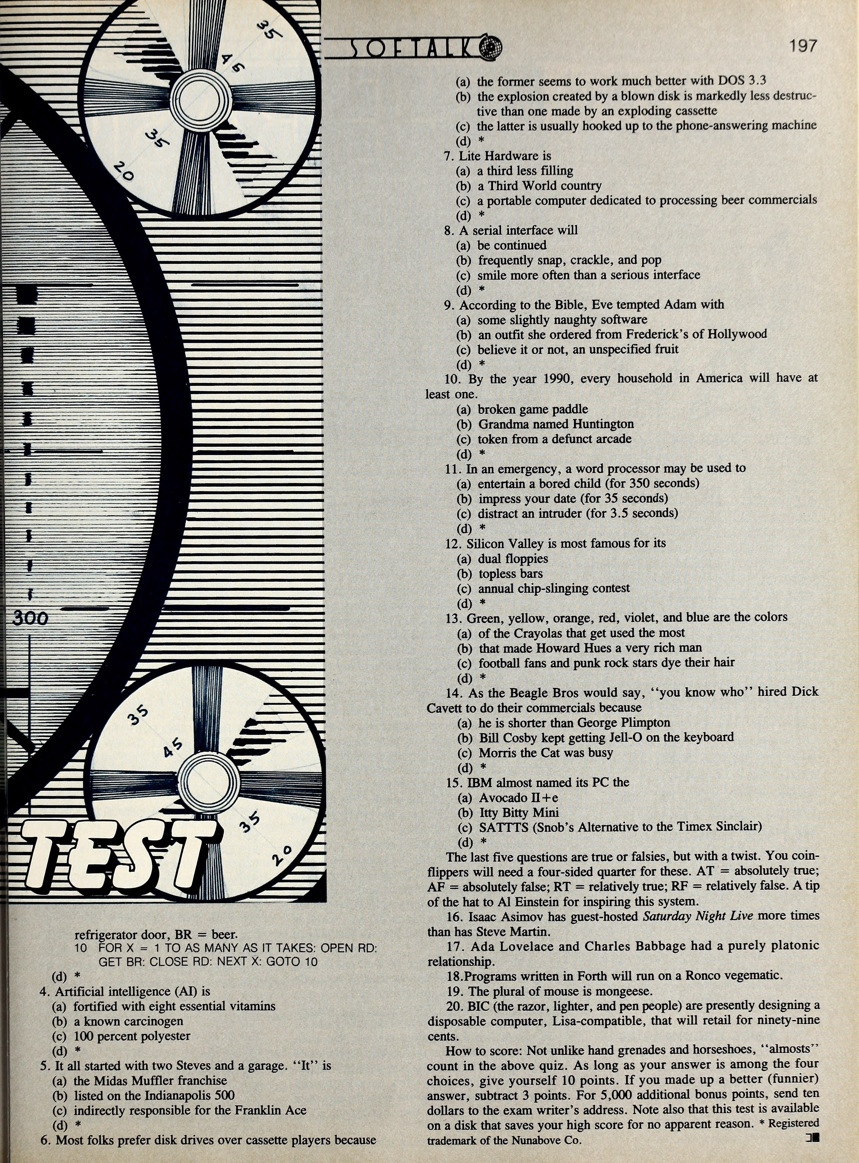 SOFTALK
197
35
45
35
20
300
35
45
35
20
TEST
refrigerator door, BR = beer.
10 FOR X = 1 TO AS MANY AS IT TAKES: OPEN RD:
GET BR: CLOSE RD: NEXT X: GOTO 10
(d) *
4. Artificial intelligence (AI) is
(a) fortified with eight essential vitamins
(b) a known carcinogen
(c) 100 percent polyester
(d) *
5. It all started with two Steves and a garage. "It" is
(a) the Midas Muffler franchise
(b) listed on the Indianapolis 500
(c) indirectly responsible for the Franklin Ace
(d) *
6. Most folks prefer disk drives over cassette players because
(a) the former seems to work much better with DOS 3.3
(b) the explosion created by a blown disk is markedly less destruc-
tive than one made by an exploding cassette
(c) the latter is usually hooked up to the phone-answering machine
(d) *
7. Lite Hardware is
(a) a third less filling
(b) a Third World country
(c) a portable computer dedicated to processing beer commercials
(d) *
8. A serial interface will
(a) be continued
(b) frequently snap, crackle, and pop
(c) smile more often than a serious interface
(d) *
9. According to the Bible, Eve tempted Adam with
(a) some slightly naughty software
(b) an outfit she ordered from Frederick's of Hollywood
(c) believe it or not, an unspecified fruit
(d) *
10. By the year 1990, every household in America will have at
least one.
(a) broken game paddle
(b) Grandma named Huntington
(c) token from a defunct arcade
(d) *
11. In an emergency, a word processor may be used to
(a) entertain a bored child (for 350 seconds)
(b) impress your date (for 35 seconds)
(c) distract an intruder (for 3.5 seconds)
(d) *
12. Silicon Valley is most famous for its
(a) dual floppies
(b) topless bars
(c) annual chip-slinging contest
(d) *
13. Green, yellow, orange, red, violet, and blue are the colors
(a) of the Crayolas that get used the most
(b) that made Howard Hues a very rich man
(c) football fans and punk rock stars dye their hair
(d) *
14. As the Beagle Bros would say, "you know who" hired Dick
Cavett to do their commercials because
(a) he is shorter than George Plimpton
(b) Bill Cosby kept getting Jell-O on the keyboard
(c) Morris the Cat was busy
(d) *
15. IBM almost named its PC the
(a) Avocado II+e
(b) Itty Bitty Mini
(c) SATTTS (Snob's Alternative to the Timex Sinclair)
(d) *
The last five questions are true or falsies, but with a twist. You coin-
flippers will need a four-sided quarter for these. AT = absolutely true;
AF = absolutely false; RT = relatively true; RF = relatively false. A tip
of the hat to Al Einstein for inspiring this system.
16. Isaac Asimov has guest-hosted Saturday Night Live more times
than has Steve Martin.
17. Ada Lovelace and Charles Babbage had a purely platonic
relationship.
18.Programs written in Forth will run on a Ronco vegematic.
19. The plural of mouse is mongeese.
20. BIC (the razor, lighter, and pen people) are presently designing a
disposable computer, Lisa-compatible, that will retail for ninety-nine
cents.
How to score: Not unlike hand grenades and horseshoes, "almosts"
count in the above quiz. As long as your answer is among the four
choices, give yourself 10 points. If you made up a better (funnier)
answer, subtract 3 points. For 5,000 additional bonus points, send ten
dollars to the exam writer's address. Note also that this test is available
on a disk that saves your high score for no apparent reason. * Registered
trademark of the Nunabove Co.